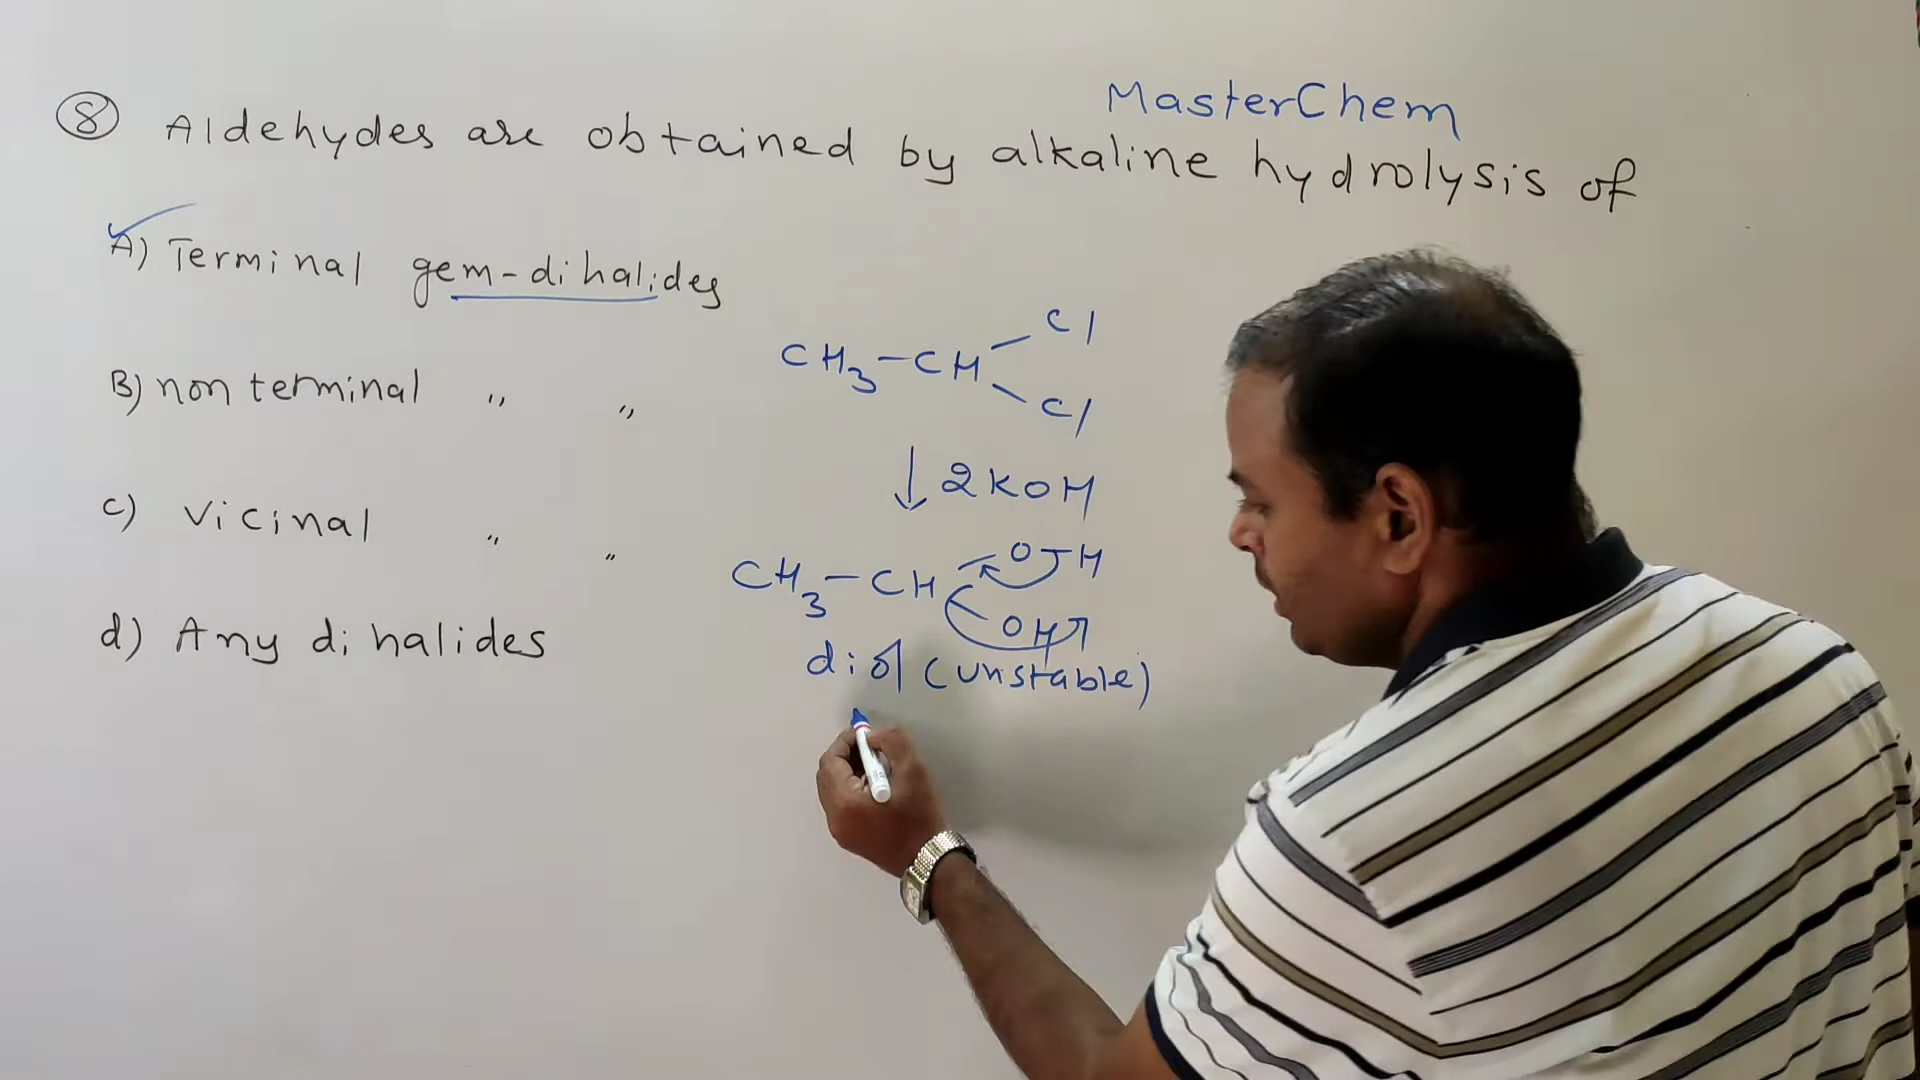 MasterChem
⑧ Aldehydes are obtained by alkaline hydrolysis of
A) Terminal gem-dihalides
B) non terminal " "
c) vicinal " "
d) Any dihalides
CH3-CH
Cl
Cl
↓ 2KOH
CH3-CH
O-H
OH
diol (unstable)